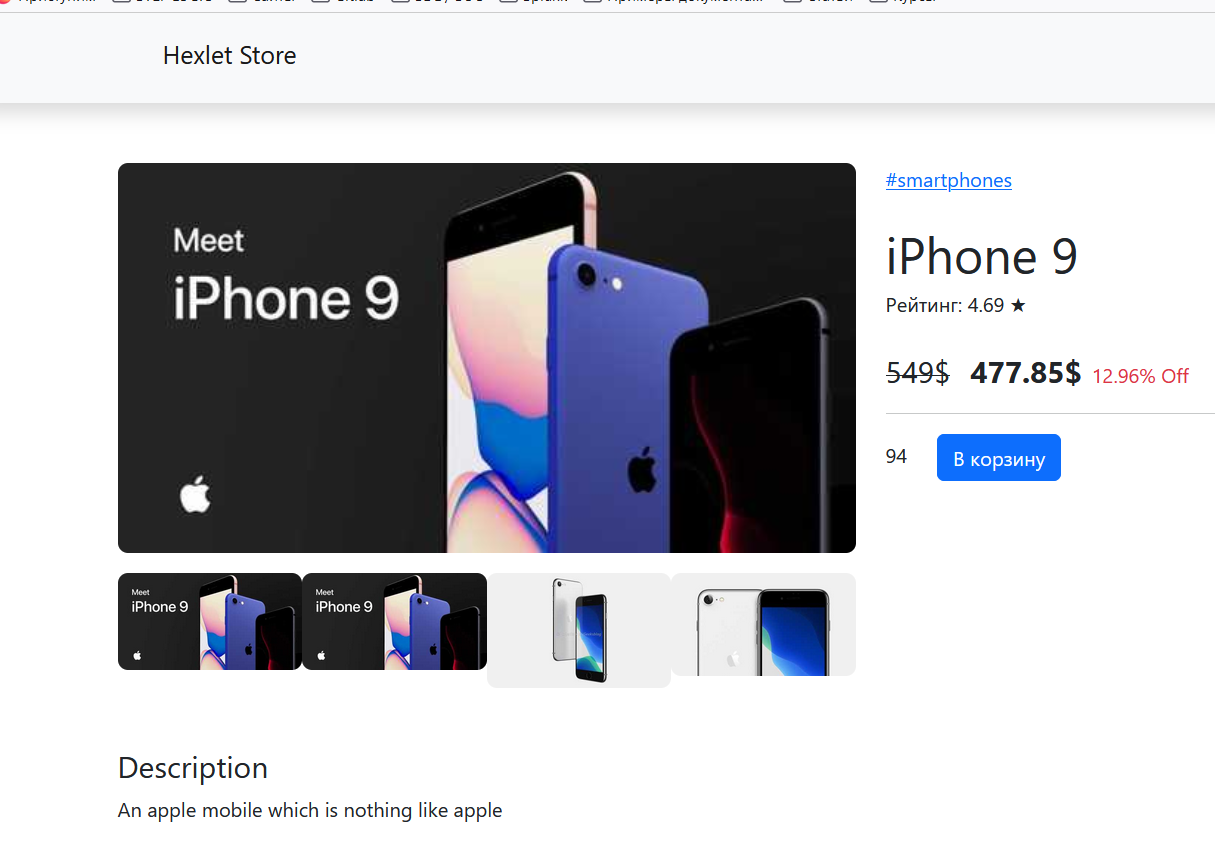 Hexlet Store
Meet
iPhone 9
#smartphones
iPhone 9
Рейтинг: 4.69 ★
549$ 477.85$ 12.96% Off
94 В корзину
Meet
iPhone 9
Meet
iPhone 9
Description
An apple mobile which is nothing like apple